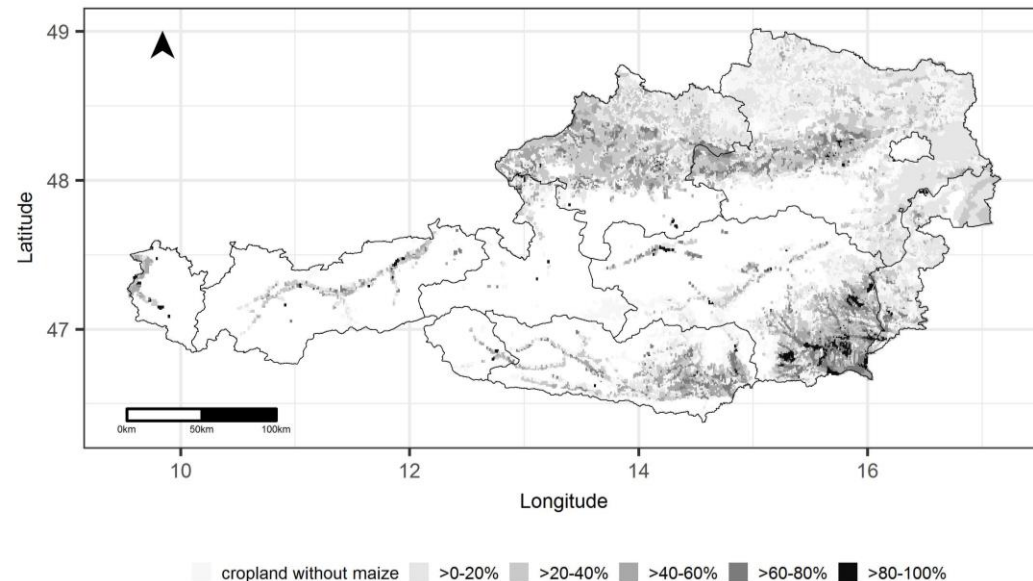 49
48
47
Latitude
0km 50km 100km
10 12 14 16
Longitude
cropland without maize >0-20% >20-40% >40-60% >60-80% >80-100%